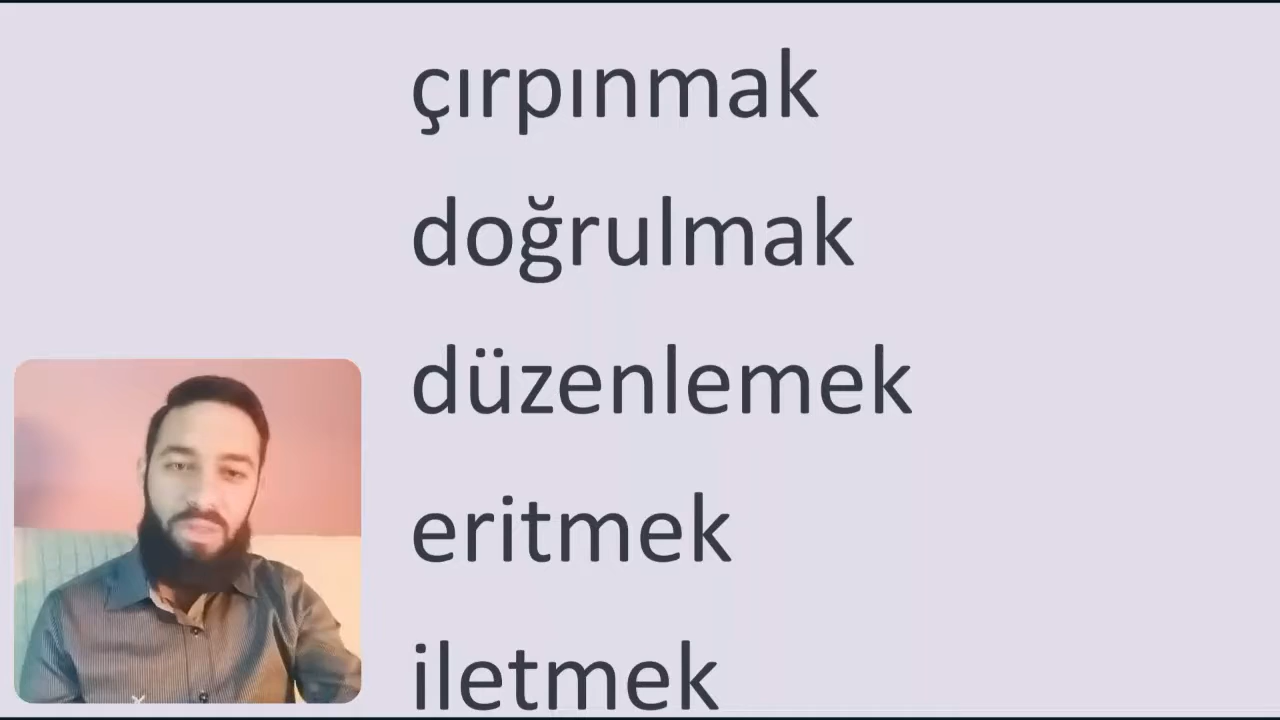 çırpınmak
doğrulmak
düzenlemek
eritmek
iletmek